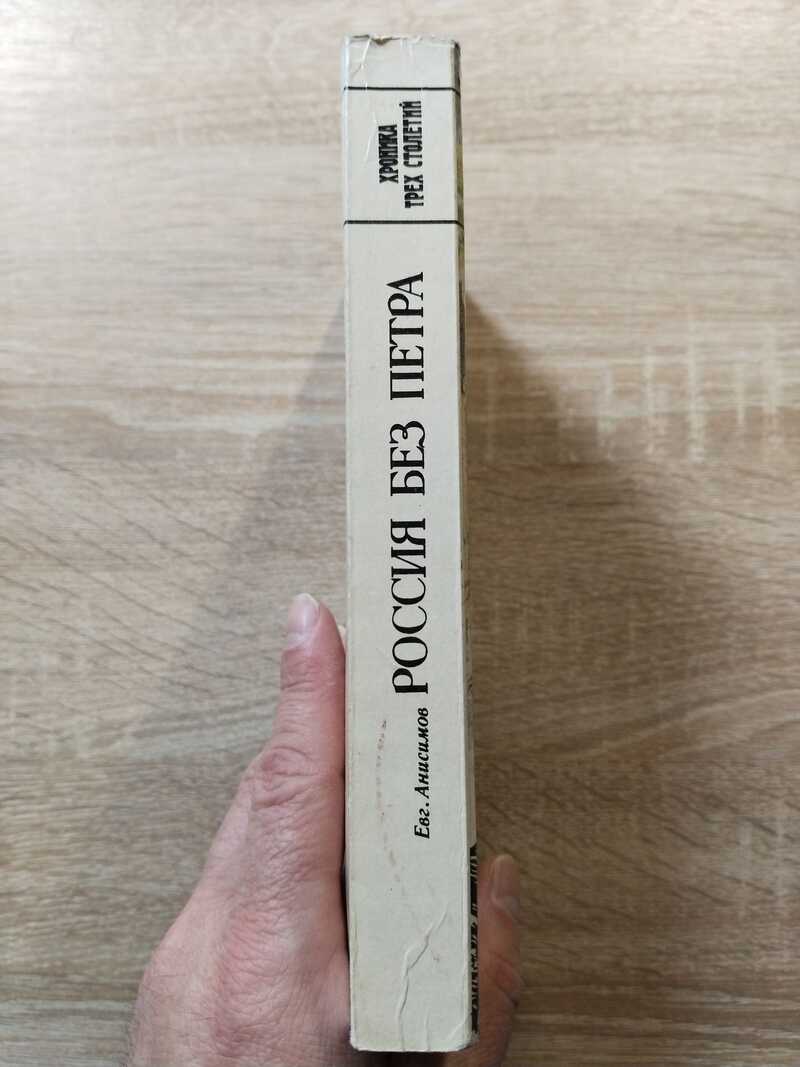 Евг. Анисимов
РОССИЯ БЕЗ ПЕТРА
ХРОНИКА
ТРЕХ СТОЛЕТИЙ